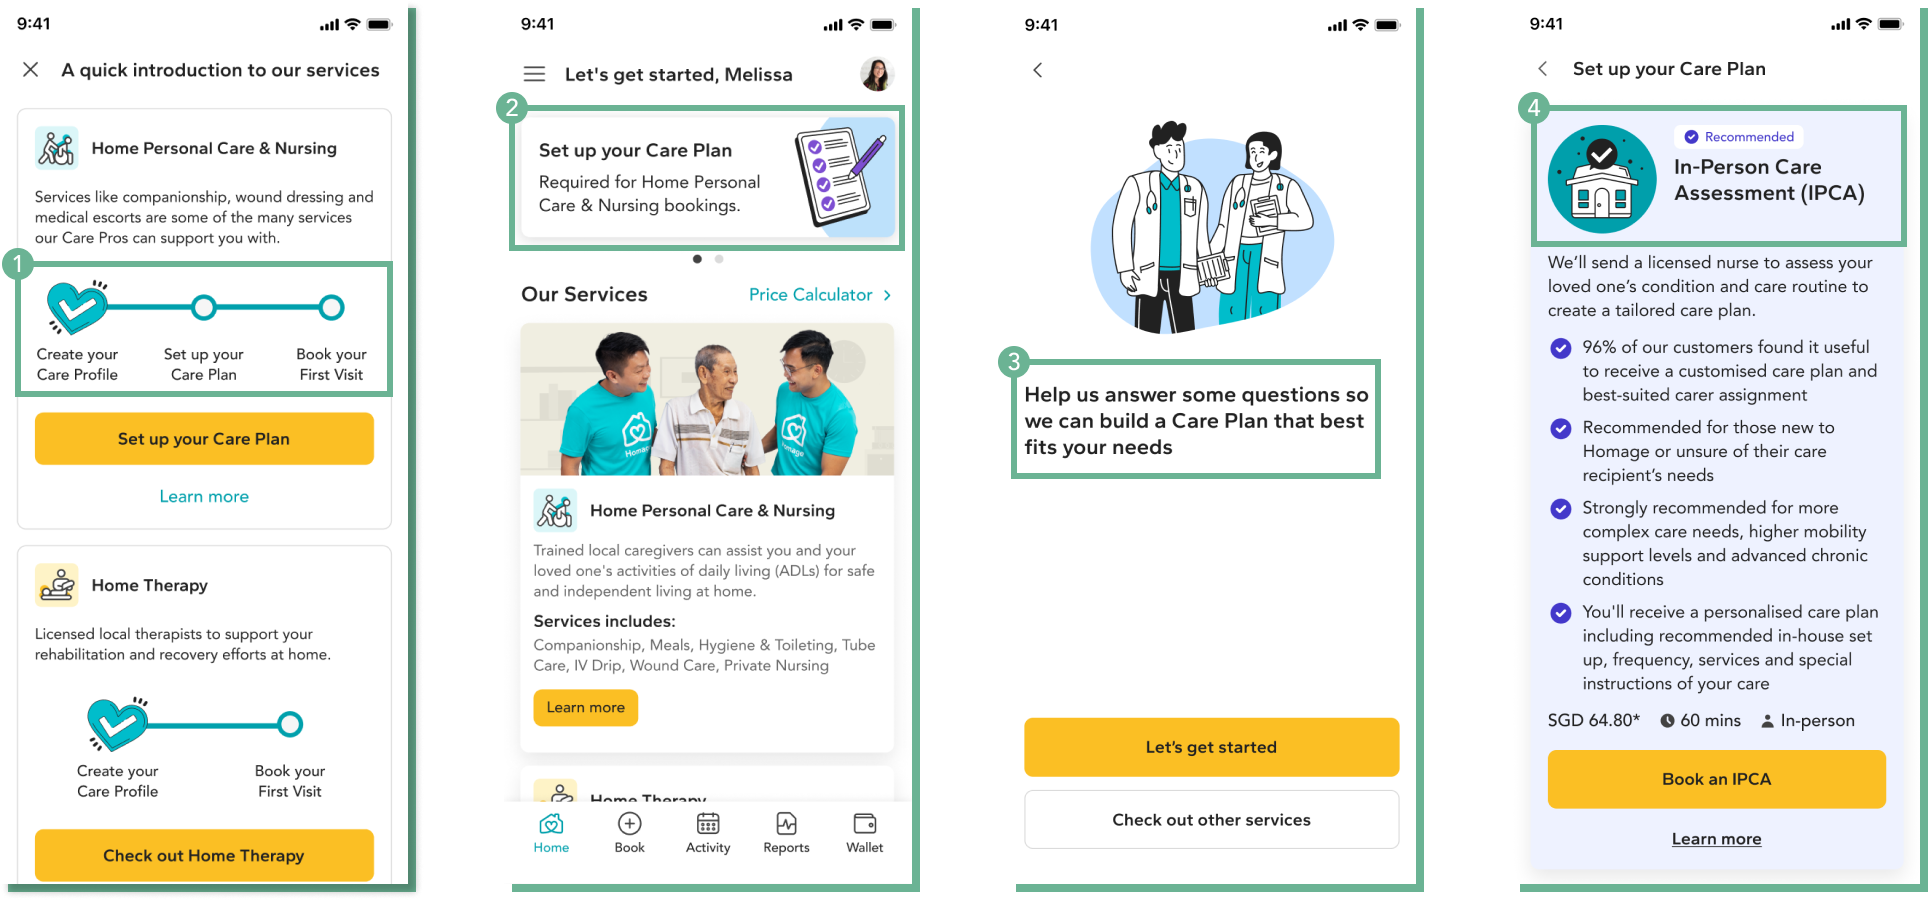 9:41
A quick introduction to our services
Home Personal Care & Nursing
Services like companionship, wound dressing and
medical escorts are some of the many services
our Care Pros can support you with.
1
Create your
Care Profile
Set up your
Care Plan
Book your
First Visit
Set up your Care Plan
Learn more
Home Therapy
Licensed local therapists to support your
rehabilitation and recovery efforts at home.
Create your
Care Profile
Book your
First Visit
Check out Home Therapy
9:41
Let's get started, Melissa
2
Set up your Care Plan
Required for Home Personal
Care & Nursing bookings.
Our Services
Price Calculator
Homage
Home Personal Care & Nursing
Trained local caregivers can assist you and your
loved one's activities of daily living (ADLs) for safe
and independent living at home.
Services includes:
Companionship, Meals, Hygiene & Toileting, Tube
Care, IV Drip, Wound Care, Private Nursing
Learn more
Home Therapy
Home
Book
Activity
Reports
Wallet
9:41
3
Help us answer some questions so
we can build a Care Plan that best
fits your needs
Let's get started
Check out other services
9:41
Set up your Care Plan
4
Recommended
In-Person Care
Assessment (IPCA)
We'll send a licensed nurse to assess your
loved one's condition and care routine to
create a tailored care plan.
96% of our customers found it useful
to receive a customised care plan and
best-suited carer assignment
Recommended for those new to
Homage or unsure of their care
recipient's needs
Strongly recommended for more
complex care needs, higher mobility
support levels and advanced chronic
conditions
You'll receive a personalised care plan
including recommended in-house set
up, frequency, services and special
instructions of your care
SGD 64.80* 60 mins In-person
Book an IPCA
Learn more